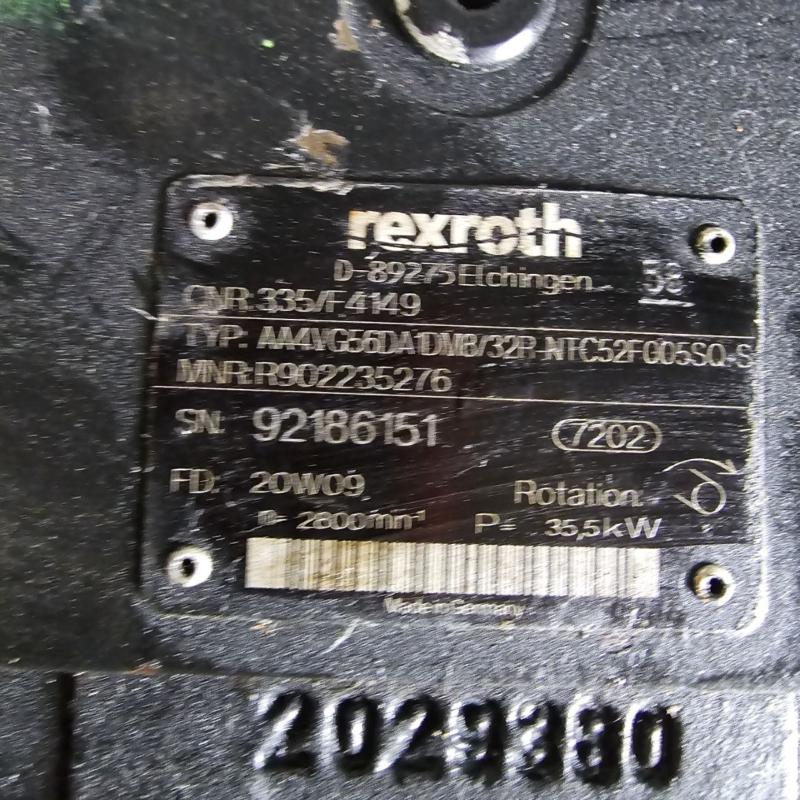 rexroth
D-89275 Elchingen 58
CNR: 335/F4149
TYP: AA4VG56DA1DM8/32R-NTC52F005SQ-S
MNR: R902235276
SN: 92186151 7202
FD: 20W09 Rotation:
n= 2800min-¹ P= 35,5kW
Made in Germany
2029380